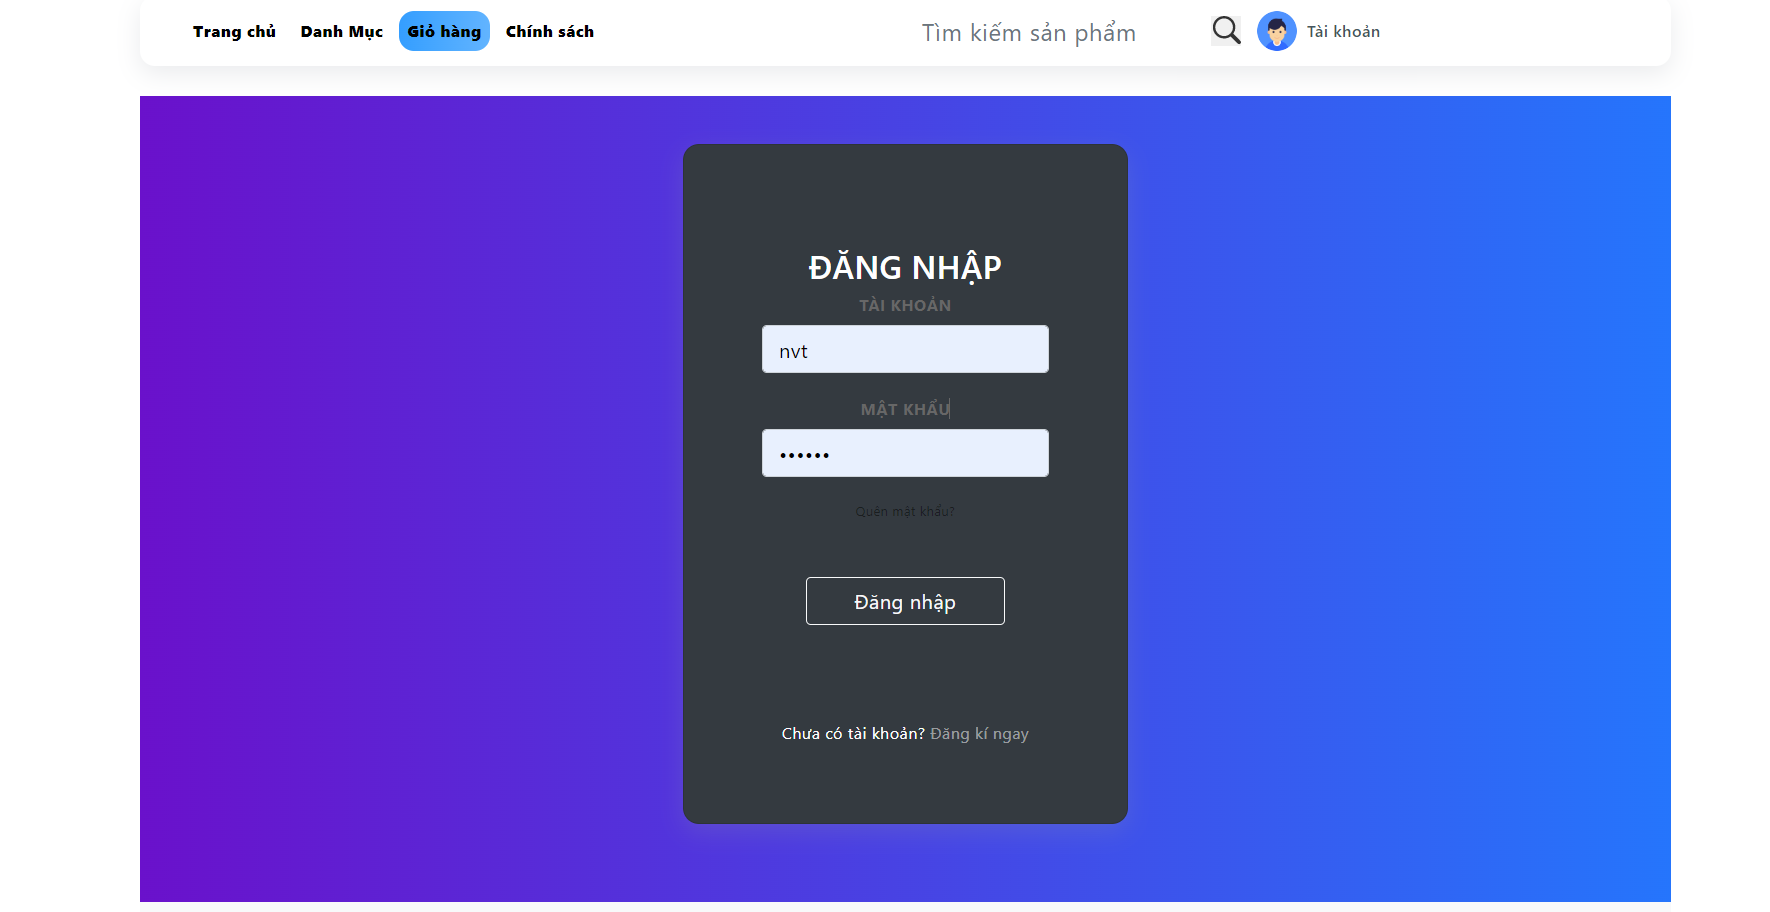 Trang chủ Danh Mục Giỏ hàng Chính sách Tìm kiếm sản phẩm Tài khoản
ĐĂNG NHẬP
TÀI KHOẢN
nvt
MẬT KHẨU
••••••
Quên mật khẩu?
Đăng nhập
Chưa có tài khoản? Đăng kí ngay